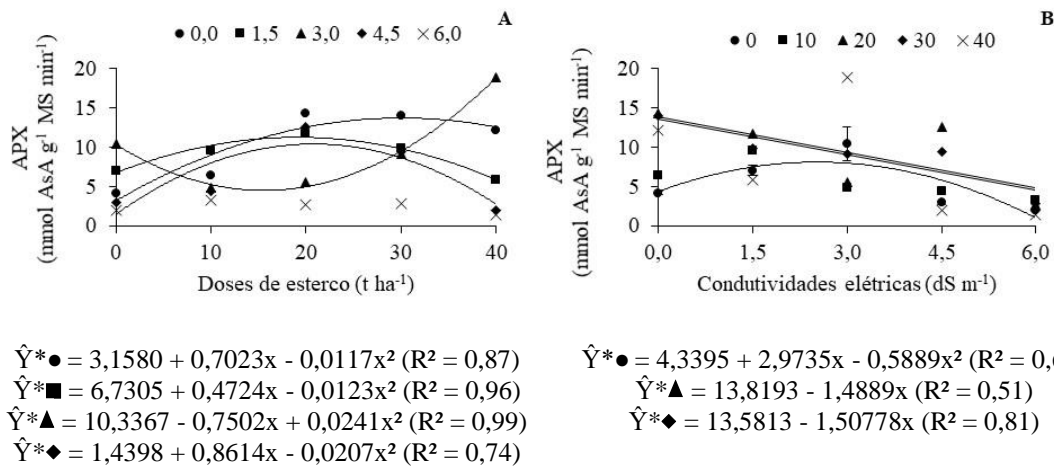 A
● 0,0 ■ 1,5 ▲ 3,0 ◆ 4,5 × 6,0
APX
(mmol AsA g⁻¹ MS min⁻¹)
20
15
10
5
0
0 10 20 30 40
Doses de esterco (t ha⁻¹)
B
● 0 ■ 10 ▲ 20 ◆ 30 × 40
APX
(mmol AsA g⁻¹ MS min⁻¹)
20
15
10
5
0
0,0 1,5 3,0 4,5 6,0
Condutividades elétricas (dS m⁻¹)
Ŷ*● = 3,1580 + 0,7023x - 0,0117x² (R² = 0,87)
Ŷ*■ = 6,7305 + 0,4724x - 0,0123x² (R² = 0,96)
Ŷ*▲ = 10,3367 - 0,7502x + 0,0241x² (R² = 0,99)
Ŷ*◆ = 1,4398 + 0,8614x - 0,0207x² (R² = 0,74)
Ŷ*● = 4,3395 + 2,9735x - 0,5889x² (R² = 0,
Ŷ*▲ = 13,8193 - 1,4889x (R² = 0,51)
Ŷ*◆ = 13,5813 - 1,50778x (R² = 0,81)